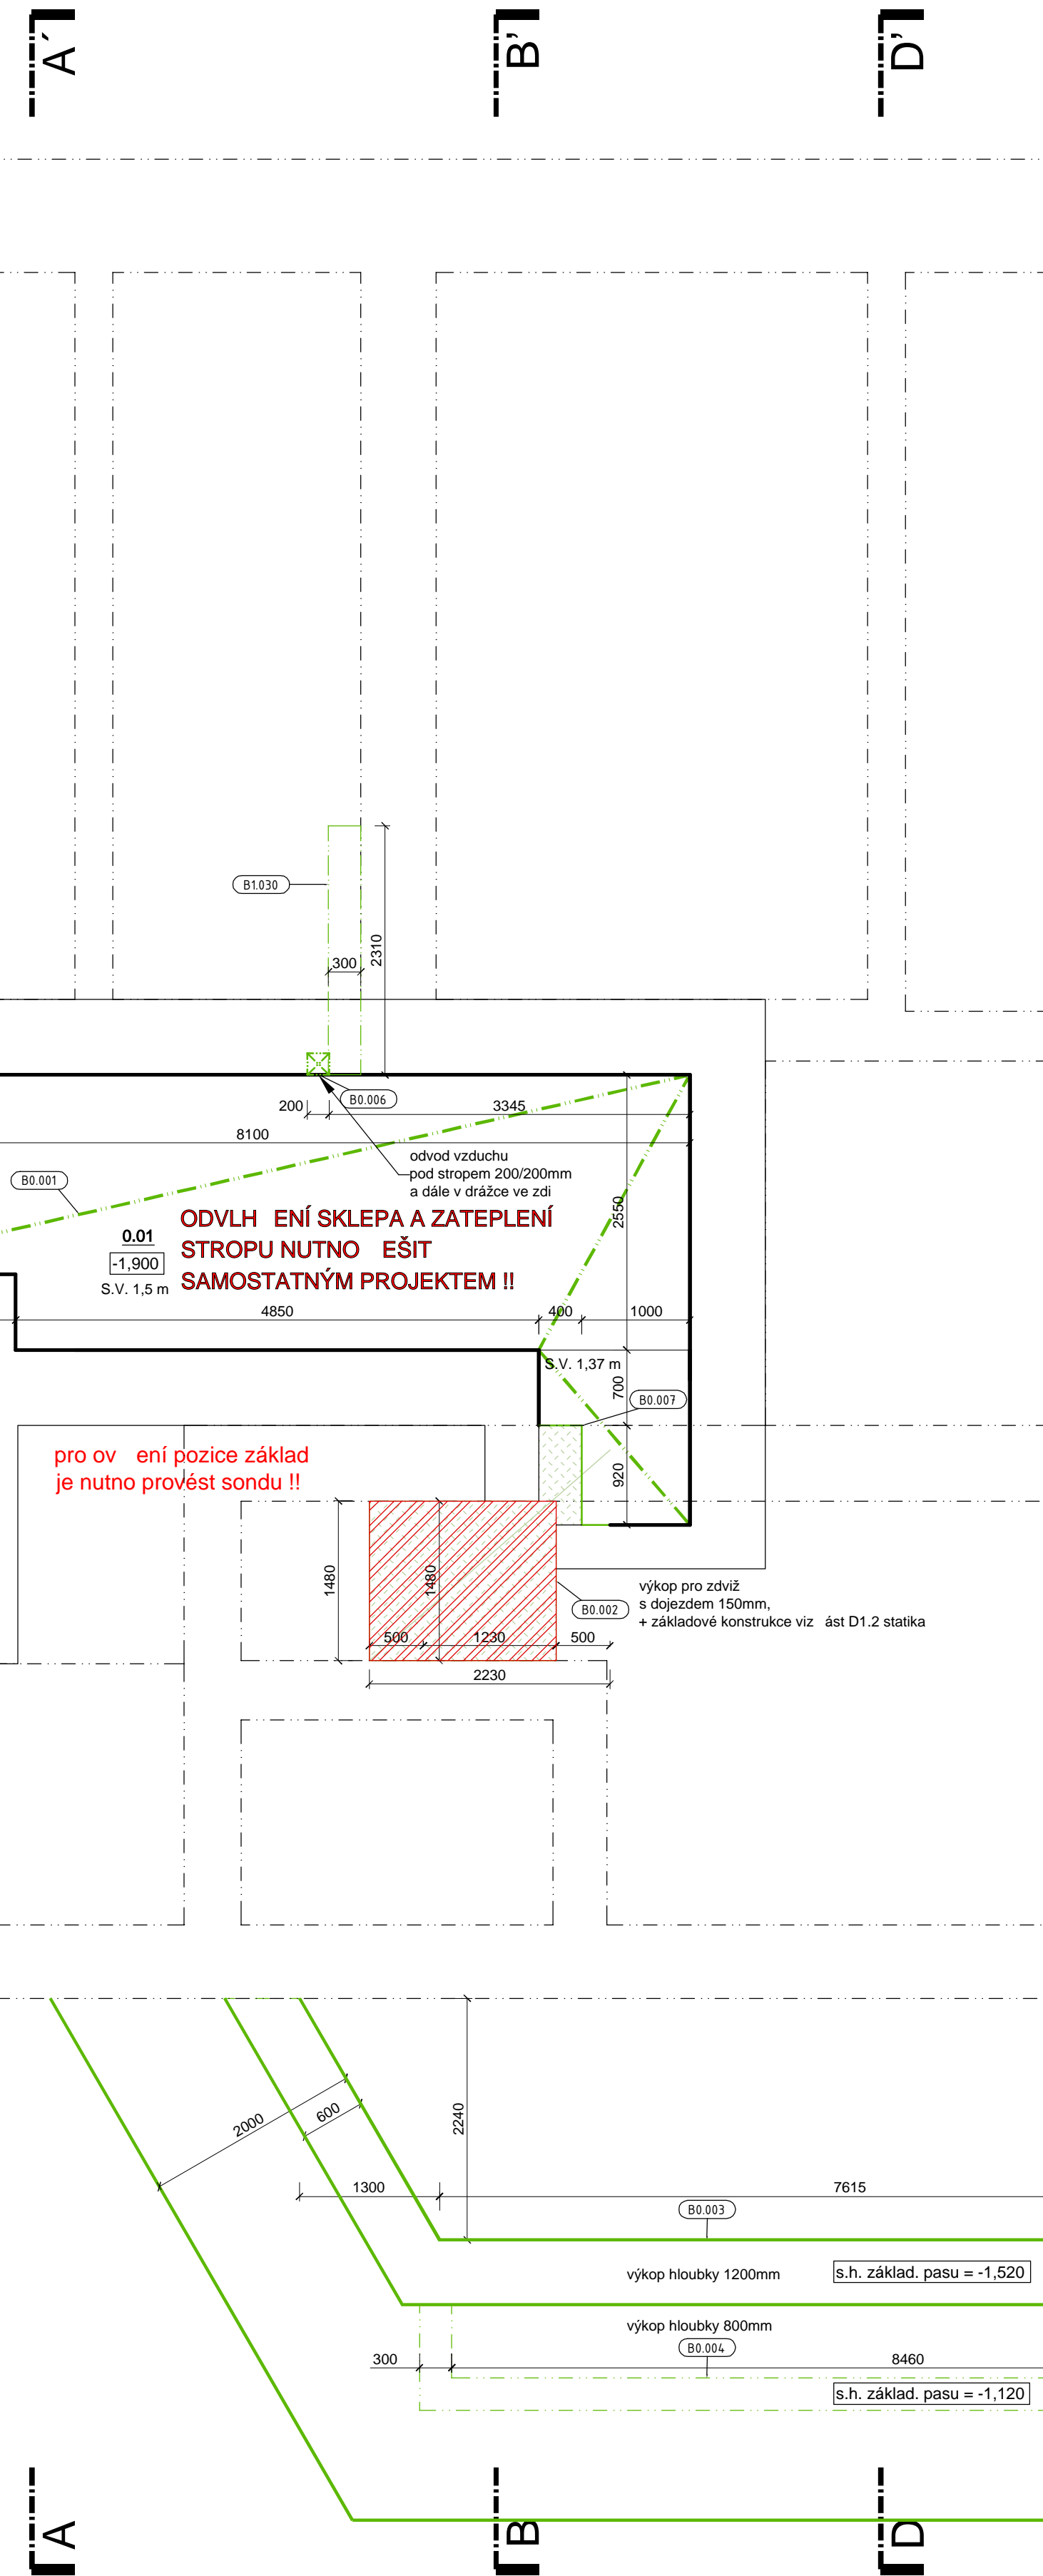 A´
B’
D’
B1.030
2310
300
B0.006
200
3345
8100
odvod vzduchu
pod stropem 200/200mm
a dále v drážce ve zdi
B0.001
2550
ODVLH ENÍ SKLEPA A ZATEPLENÍ
STROPU NUTNO EŠIT
SAMOSTATNÝM PROJEKTEM !!
0.01
-1,900
S.V. 1,5 m
4850
400
1000
S.V. 1,37 m
700
B0.007
pro ov ení pozice základ
je nutno provést sondu !!
920
1480
1480
výkop pro zdviž
s dojezdem 150mm,
+ základové konstrukce viz ást D1.2 statika
B0.002
500
1230
500
2230
2000
600
2240
1300
7615
B0.003
výkop hloubky 1200mm
s.h. základ. pasu = -1,520
výkop hloubky 800mm
B0.004
300
8460
s.h. základ. pasu = -1,120
A
B
D